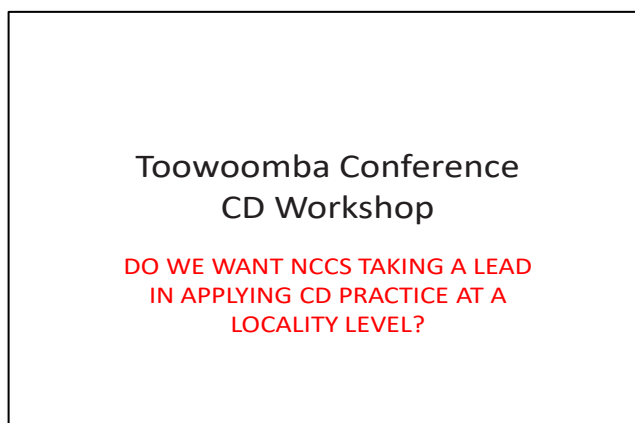 Toowoomba Conference
CD Workshop
DO WE WANT NCCS TAKING A LEAD
IN APPLYING CD PRACTICE AT A
LOCALITY LEVEL?